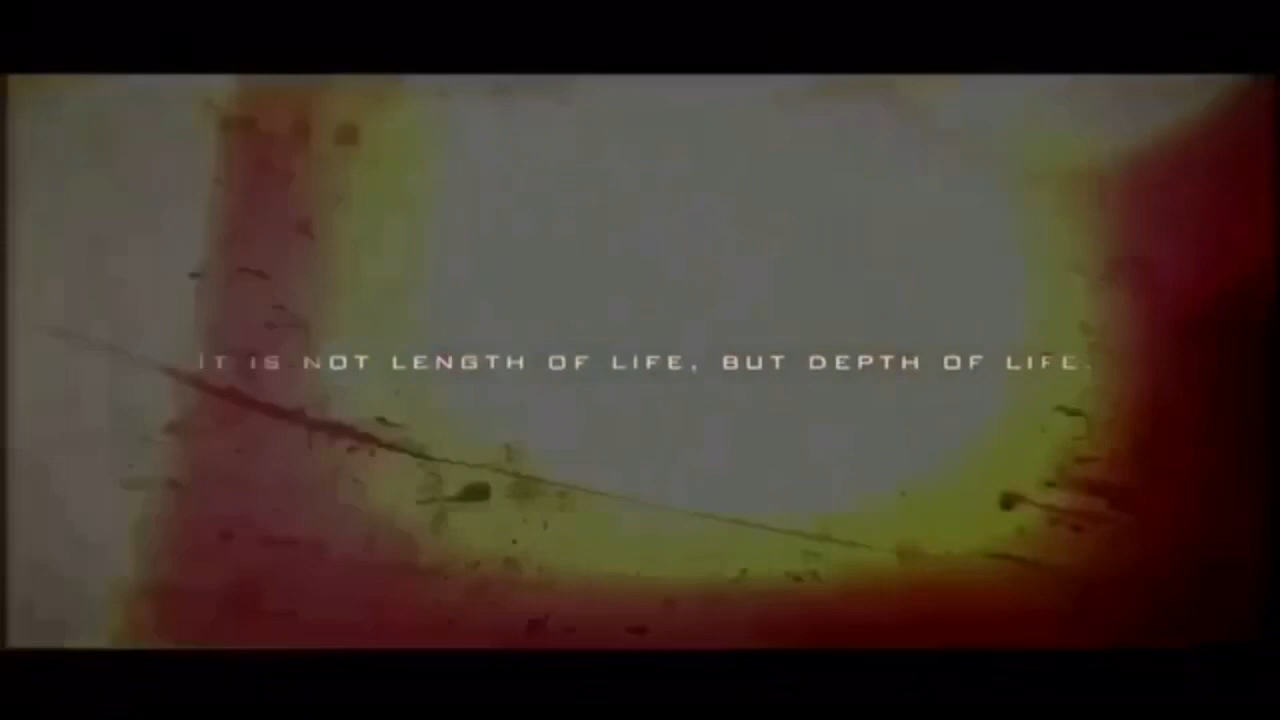 IT IS NOT LENGTH OF LIFE, BUT DEPTH OF LIFE.